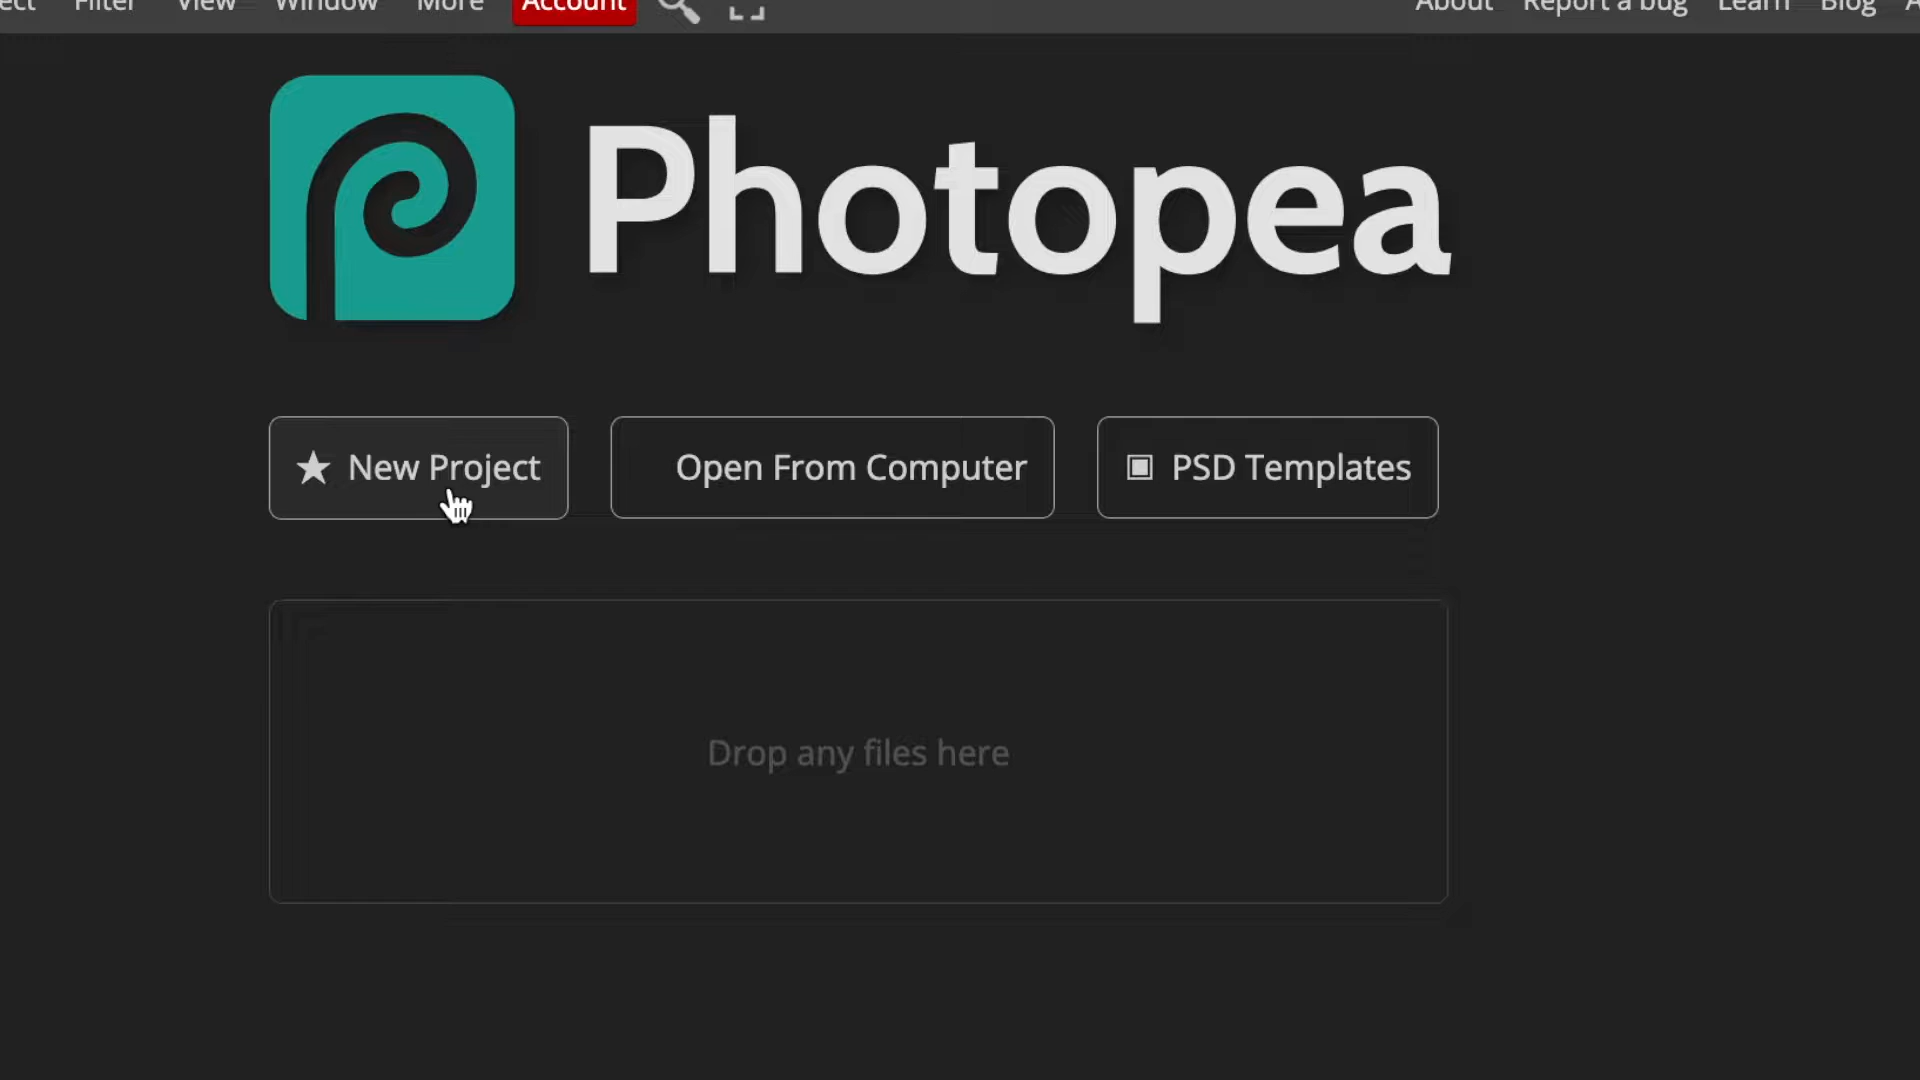 ect Filter View Window More Account About Report a bug Learn Blog A
Photopea
★ New Project
Open From Computer
PSD Templates
Drop any files here